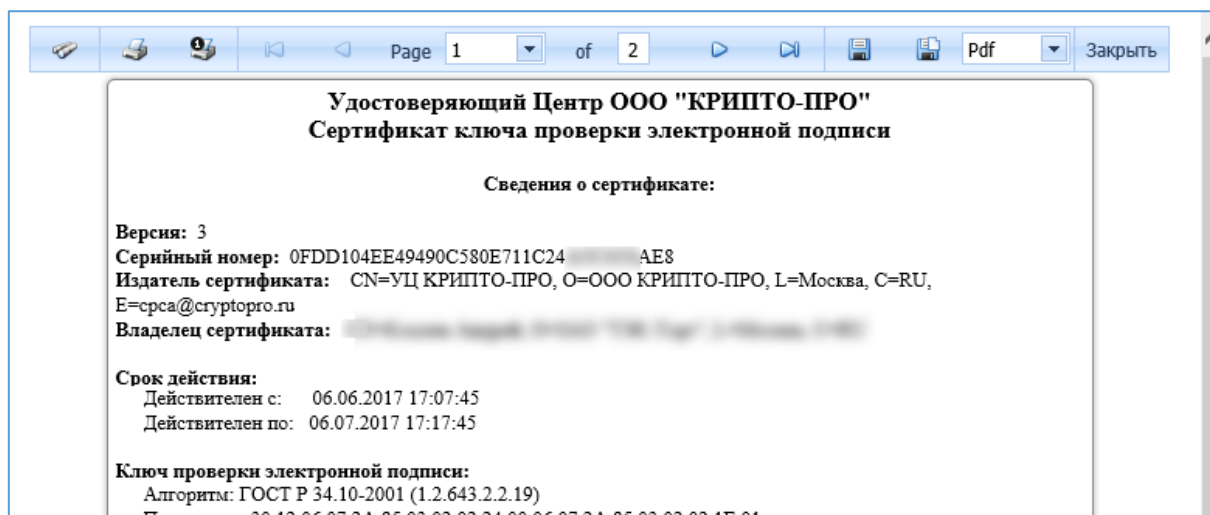 Page 1 of 2 Pdf Закрыть
Удостоверяющий Центр ООО "КРИПТО-ПРО"
Сертификат ключа проверки электронной подписи
Сведения о сертификате:
Версия: 3
Серийный номер: 0FDD104EE49490C580E711C24 AE8
Издатель сертификата: CN=УЦ КРИПТО-ПРО, O=ООО КРИПТО-ПРО, L=Москва, C=RU,
E=cpca@cryptopro.ru
Владелец сертификата:
Срок действия:
Действителен с: 06.06.2017 17:07:45
Действителен по: 06.07.2017 17:17:45
Ключ проверки электронной подписи:
Алгоритм: ГОСТ Р 34.10-2001 (1.2.643.2.2.19)